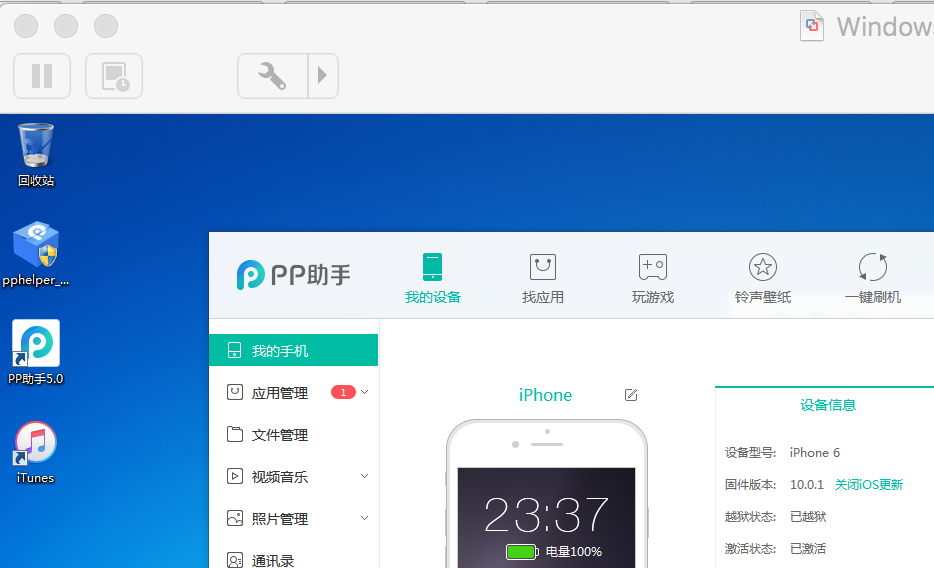 Windows
回收站
pphelper_...
PP助手5.0
iTunes
PP助手
我的设备
找应用
玩游戏
铃声壁纸
一键刷机
我的手机
应用管理 1
文件管理
视频音乐
照片管理
通讯录
iPhone
23:37
电量100%
设备信息
设备型号: iPhone 6
固件版本: 10.0.1 关闭iOS更新
越狱状态: 已越狱
激活状态: 已激活